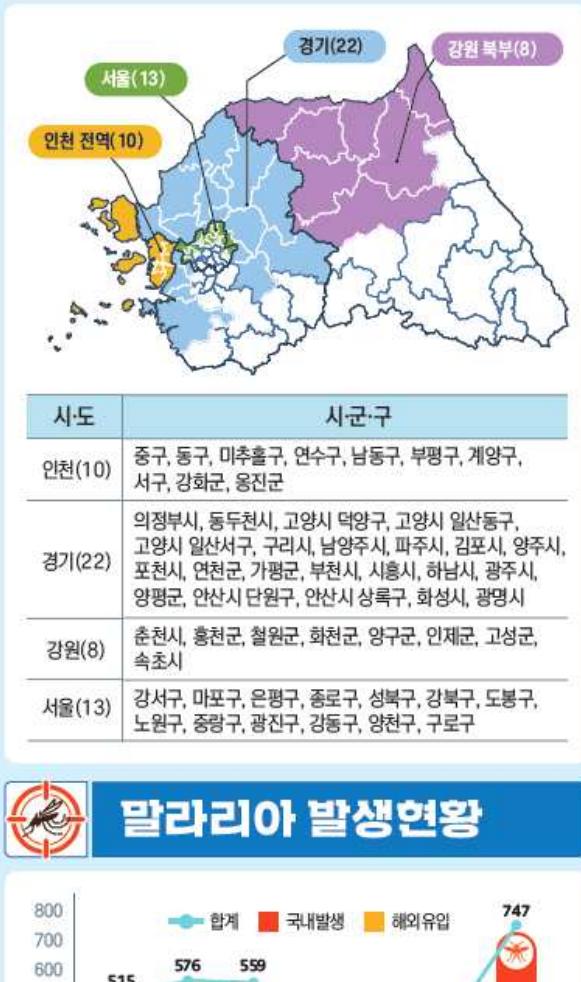 경기(22)
강원 북부(8)
서울(13)
인천 전역(10)
시·도
시·군·구
인천(10)
중구, 동구, 미추홀구, 연수구, 남동구, 부평구, 계양구,
서구, 강화군, 옹진군
경기(22)
의정부시, 동두천시, 고양시 덕양구, 고양시 일산동구,
고양시 일산서구, 구리시, 남양주시, 파주시, 김포시, 양주시,
포천시, 연천군, 가평군, 부천시, 시흥시, 하남시, 광주시,
양평군, 안산시 단원구, 안산시 상록구, 화성시, 광명시
강원(8)
춘천시, 홍천군, 철원군, 화천군, 양구군, 인제군, 고성군,
속초시
서울(13)
강서구, 마포구, 은평구, 종로구, 성북구, 강북구, 도봉구,
노원구, 중랑구, 광진구, 강동구, 양천구, 구로구
말라리아 발생현황
800
합계 국내발생 해외유입
747
700
600
515
576
559